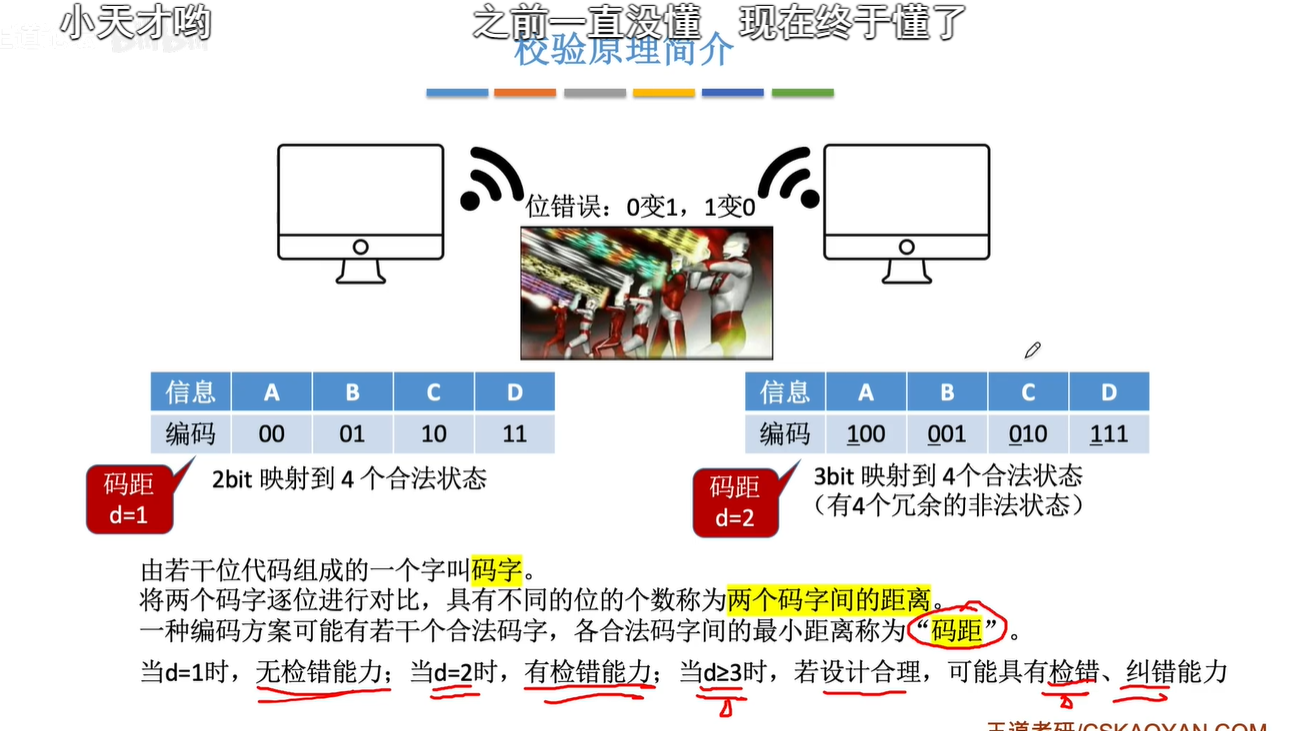 小天才哟
之前一直没懂 现在终于懂了
校验原理简介
位错误：0变1，1变0
信息 A B C D
编码 00 01 10 11
信息 A B C D
编码 100 001 010 111
码距
d=1
2bit 映射到 4 个合法状态
码距
d=2
3bit 映射到 4个合法状态
（有4个冗余的非法状态）
由若干位代码组成的一个字叫码字。
将两个码字逐位进行对比，具有不同的位的个数称为两个码字间的距离。
一种编码方案可能有若干个合法码字，各合法码字间的最小距离称为“码距”。
当d=1时，无检错能力；当d=2时，有检错能力；当d≥3时，若设计合理，可能具有检错、纠错能力
王道考研/CSKAOYAN.COM